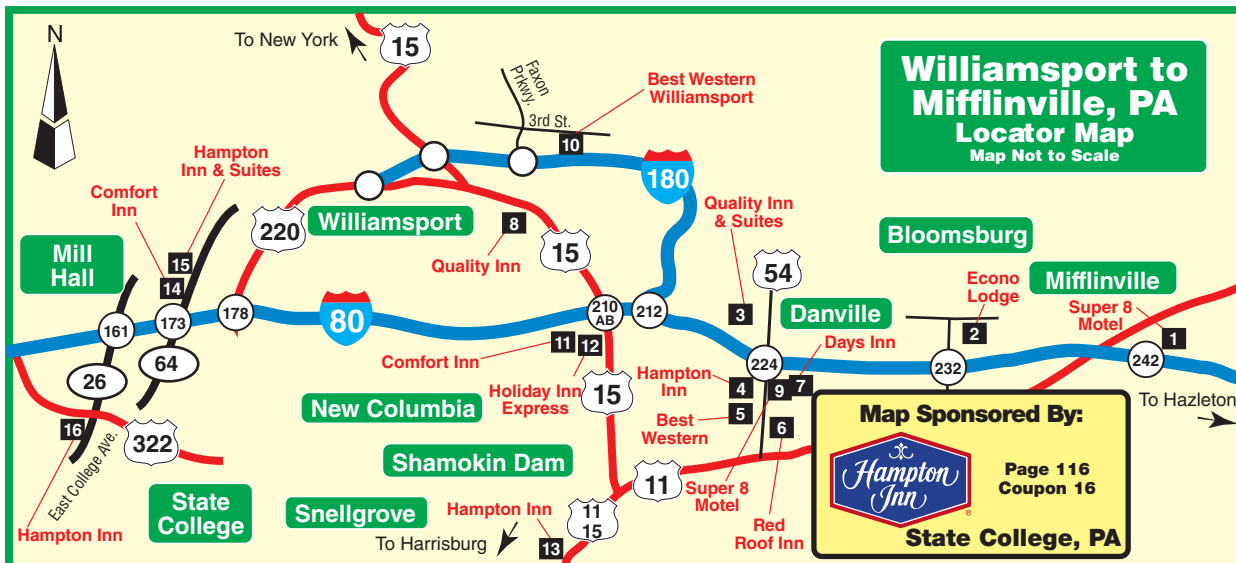 N
To New York
15
Faxon
Prkwy.
3rd St.
10
Best Western
Williamsport
Williamsport to
Mifflinville, PA
Locator Map
Map Not to Scale
Hampton
Inn & Suites
Comfort
Inn
15
14
Mill
Hall
220
Williamsport
8
Quality Inn
15
180
Quality Inn
& Suites
3
54
Danville
Days Inn
Bloomsburg
Econo
Lodge
2
Mifflinville
Super 8
Motel
1
161
173
178
80
210
AB
212
224
232
242
To Hazleton
26
64
16
East College Ave.
322
Hampton Inn
State
College
Comfort Inn
11
12
Holiday Inn
Express
15
New Columbia
Shamokin Dam
Snellgrove
Hampton Inn
13
To Harrisburg
11
15
11
Hampton
Inn
4
5
Best
Western
9
7
6
Super 8
Motel
Red
Roof Inn
Map Sponsored By:
Hampton
Inn
®
Page 116
Coupon 16
State College, PA